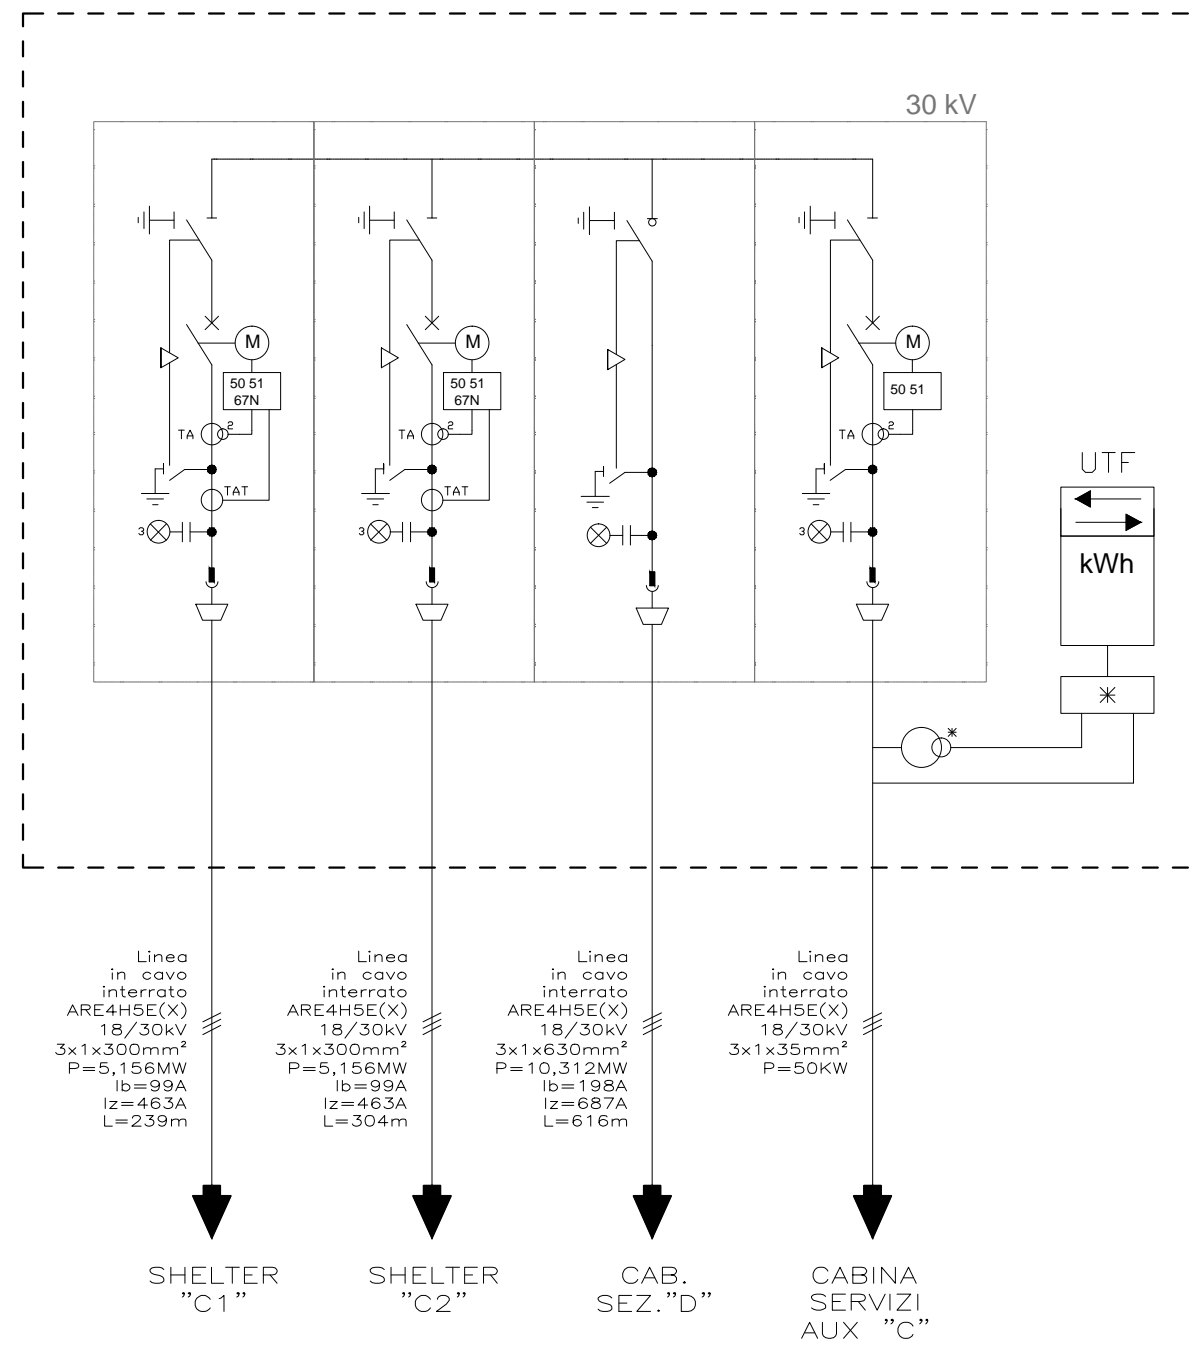 30 kV
M
50 51
67N
TA
2
TAT
3
M
50 51
67N
TA
2
TAT
3
M
50 51
TA
2
3
UTF
kWh
*
*
Linea
in cavo
interrato
ARE4H5E(X)
18/30kV
3x1x300mm²
P=5,156MW
Ib=99A
Iz=463A
L=239m
Linea
in cavo
interrato
ARE4H5E(X)
18/30kV
3x1x300mm²
P=5,156MW
Ib=99A
Iz=463A
L=304m
Linea
in cavo
interrato
ARE4H5E(X)
18/30kV
3x1x630mm²
P=10,312MW
Ib=198A
Iz=687A
L=616m
Linea
in cavo
interrato
ARE4H5E(X)
18/30kV
3x1x35mm²
P=50KW
SHELTER
"C1"
SHELTER
"C2"
CAB.
SEZ."D"
CABINA
SERVIZI
AUX "C"